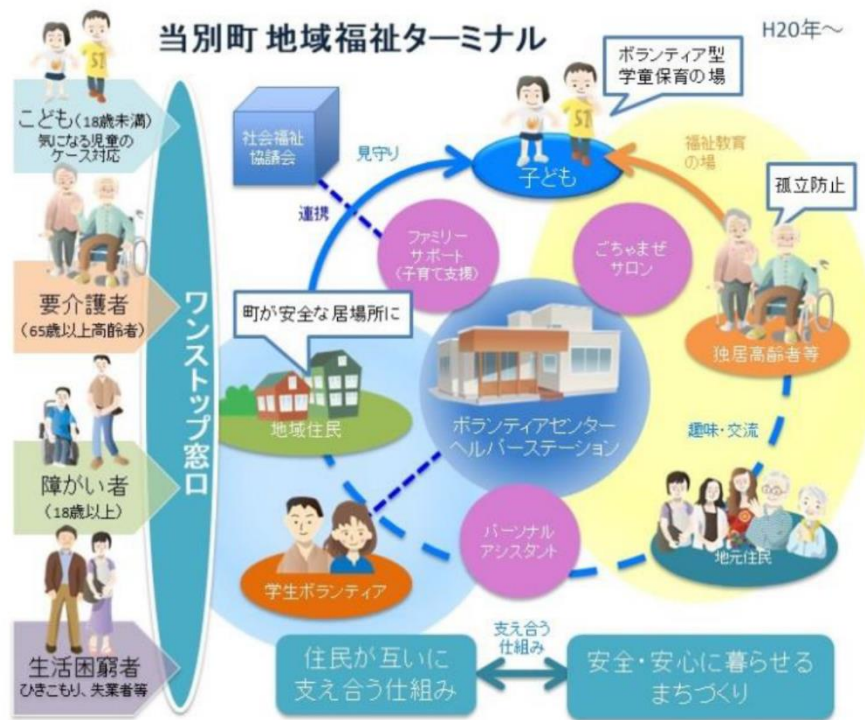 当別町 地域福祉ターミナル
H20年～
こども(18歳未満)
気になる児童の
ケース対応
要介護者
(65歳以上高齢者)
障がい者
(18歳以上)
生活困窮者
ひきこもり、失業者等
ワンストップ窓口
社会福祉
協議会
連携
見守り
ボランティア型
学童保育の場
子ども
福祉教育
の場
孤立防止
ファミリー
サポート
(子育て支援)
ごちゃまぜ
サロン
町が安全な居場所に
地域住民
独居高齢者等
ボランティアセンター
ヘルパーステーション
趣味・交流
学生ボランティア
パーソナル
アシスタント
地元住民
住民が互いに
支え合う仕組み
支え合う
仕組み
安全・安心に暮らせる
まちづくり